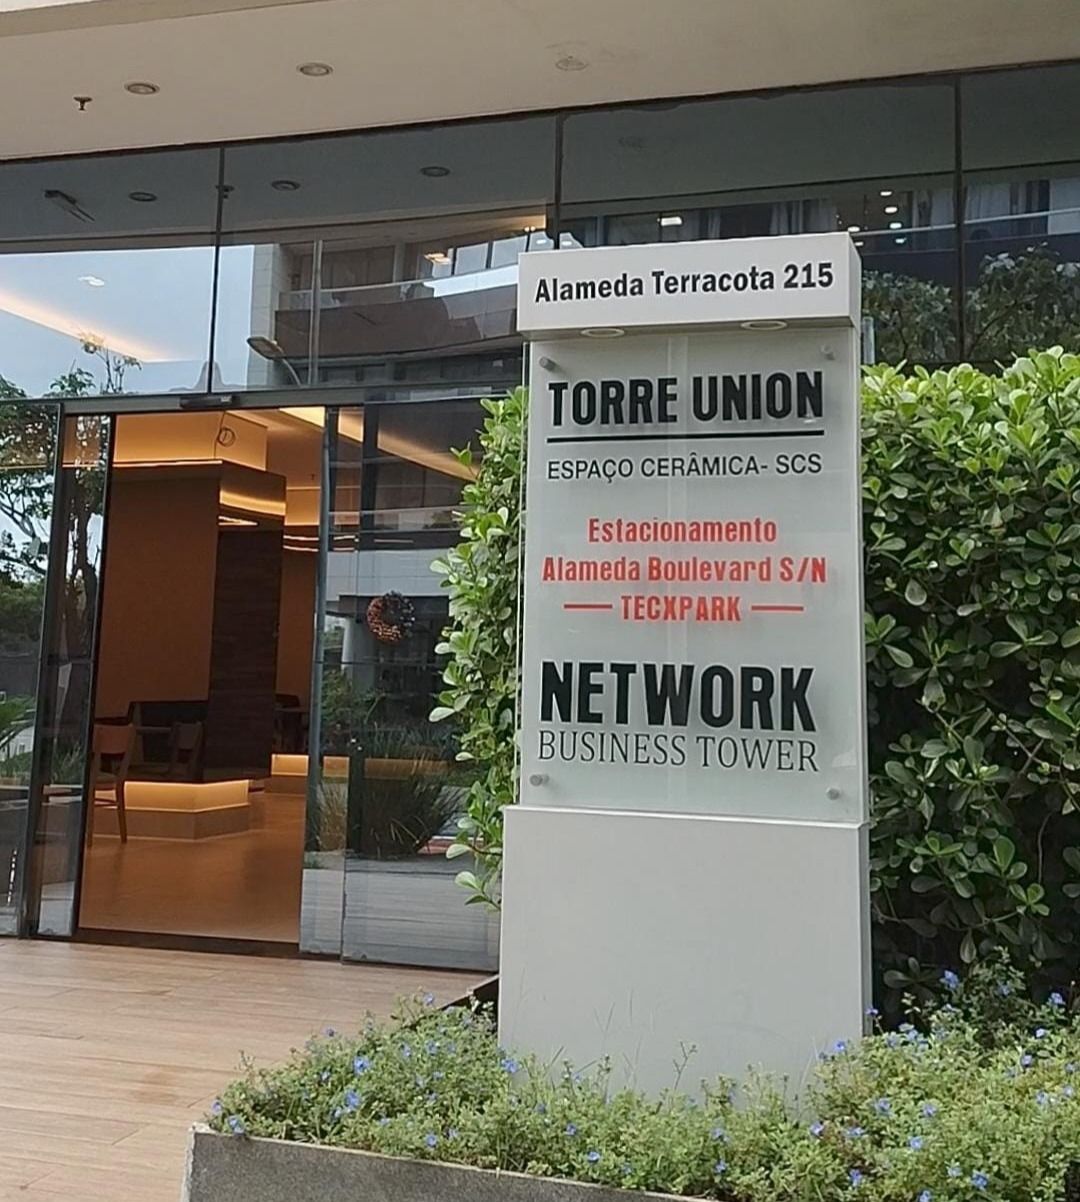 Alameda Terracota 215
TORRE UNION
ESPAÇO CERÂMICA- SCS
Estacionamento
Alameda Boulevard S/N
TECXPARK
NETWORK
BUSINESS TOWER